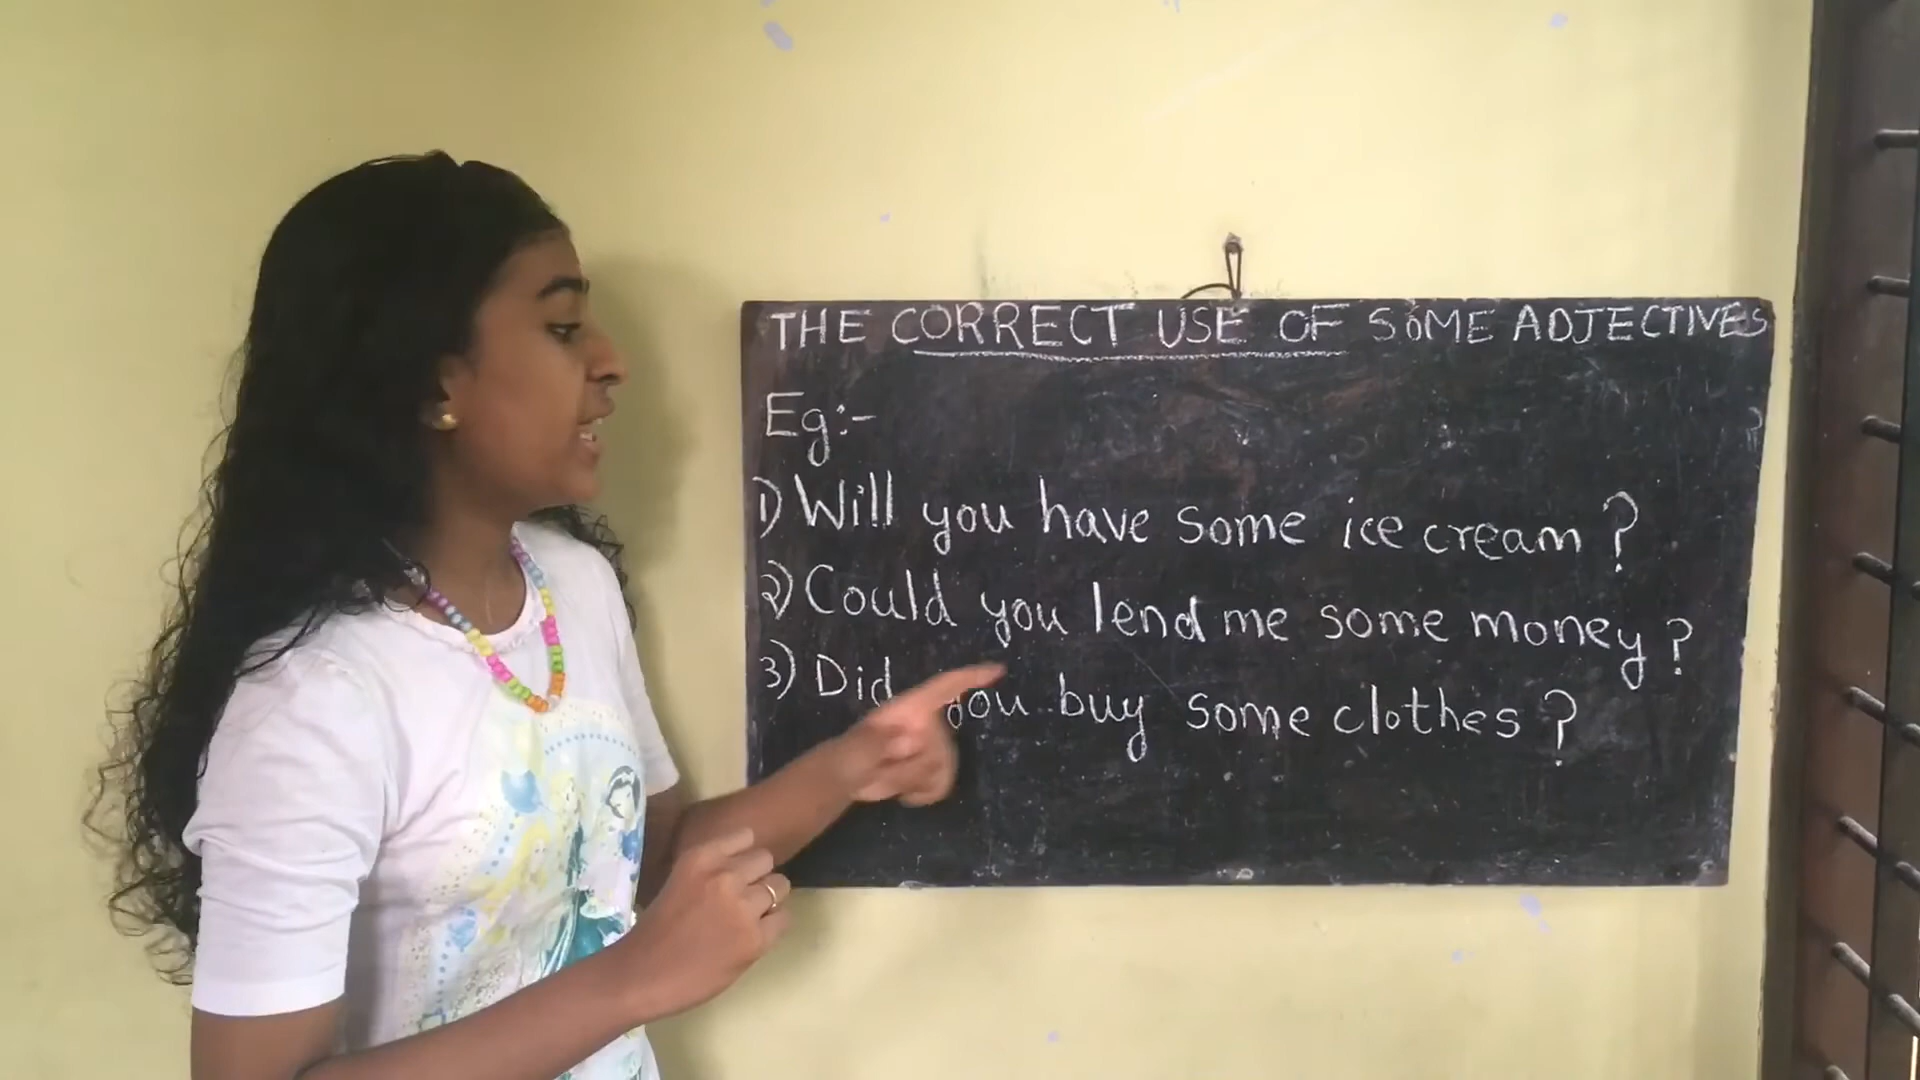 THE CORRECT USE OF SOME ADJECTIVES
Eg:-
1) Will you have some ice cream?
2) Could you lend me some money?
3) Did you buy some clothes?